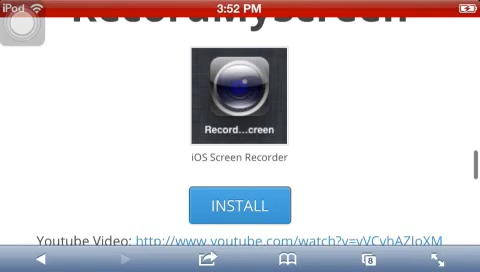 iPod 3:52 PM
RecordMyScreen
Record...creen
iOS Screen Recorder
INSTALL
Youtube Video: http://www.youtube.com/watch?v=
8